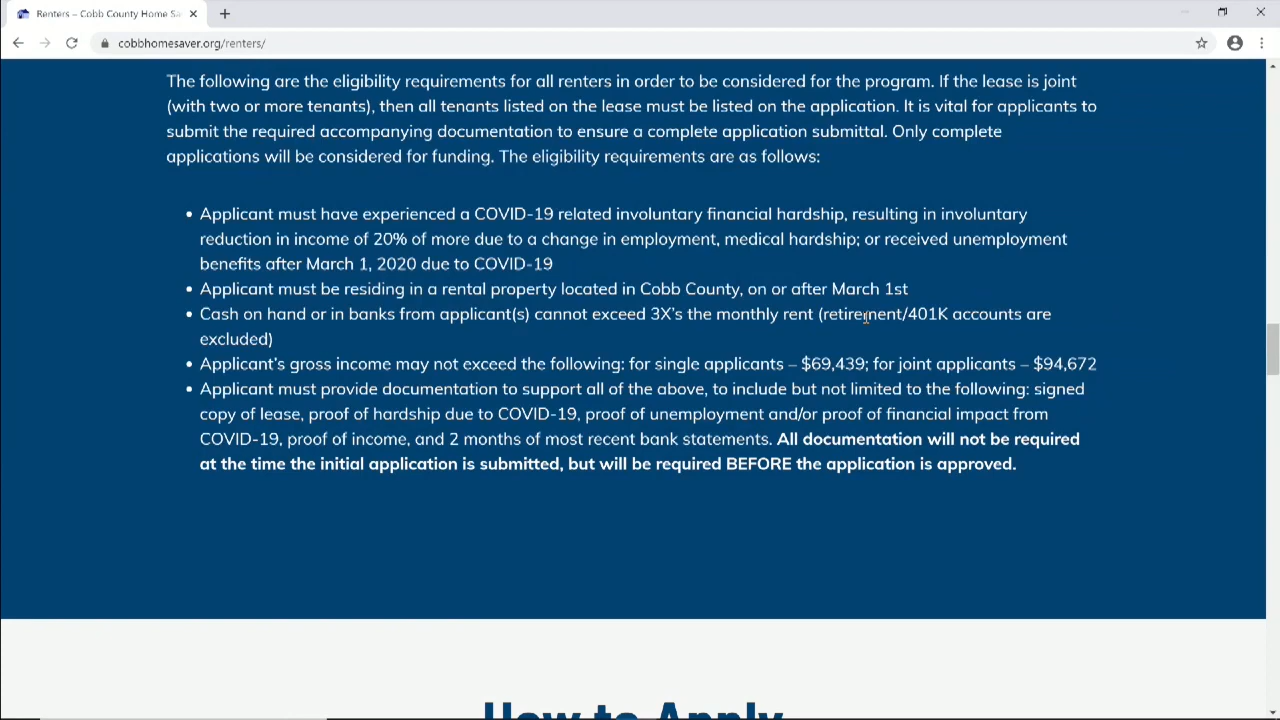 Renters – Cobb County Home Sa
cobbhomesaver.org/renters/
The following are the eligibility requirements for all renters in order to be considered for the program. If the lease is joint
(with two or more tenants), then all tenants listed on the lease must be listed on the application. It is vital for applicants to
submit the required accompanying documentation to ensure a complete application submittal. Only complete
applications will be considered for funding. The eligibility requirements are as follows:
• Applicant must have experienced a COVID-19 related involuntary financial hardship, resulting in involuntary
reduction in income of 20% of more due to a change in employment, medical hardship; or received unemployment
benefits after March 1, 2020 due to COVID-19
• Applicant must be residing in a rental property located in Cobb County, on or after March 1st
• Cash on hand or in banks from applicant(s) cannot exceed 3X's the monthly rent (retirement/401K accounts are
excluded)
• Applicant's gross income may not exceed the following: for single applicants – $69,439; for joint applicants – $94,672
• Applicant must provide documentation to support all of the above, to include but not limited to the following: signed
copy of lease, proof of hardship due to COVID-19, proof of unemployment and/or proof of financial impact from
COVID-19, proof of income, and 2 months of most recent bank statements. All documentation will not be required
at the time the initial application is submitted, but will be required BEFORE the application is approved.
How to Apply